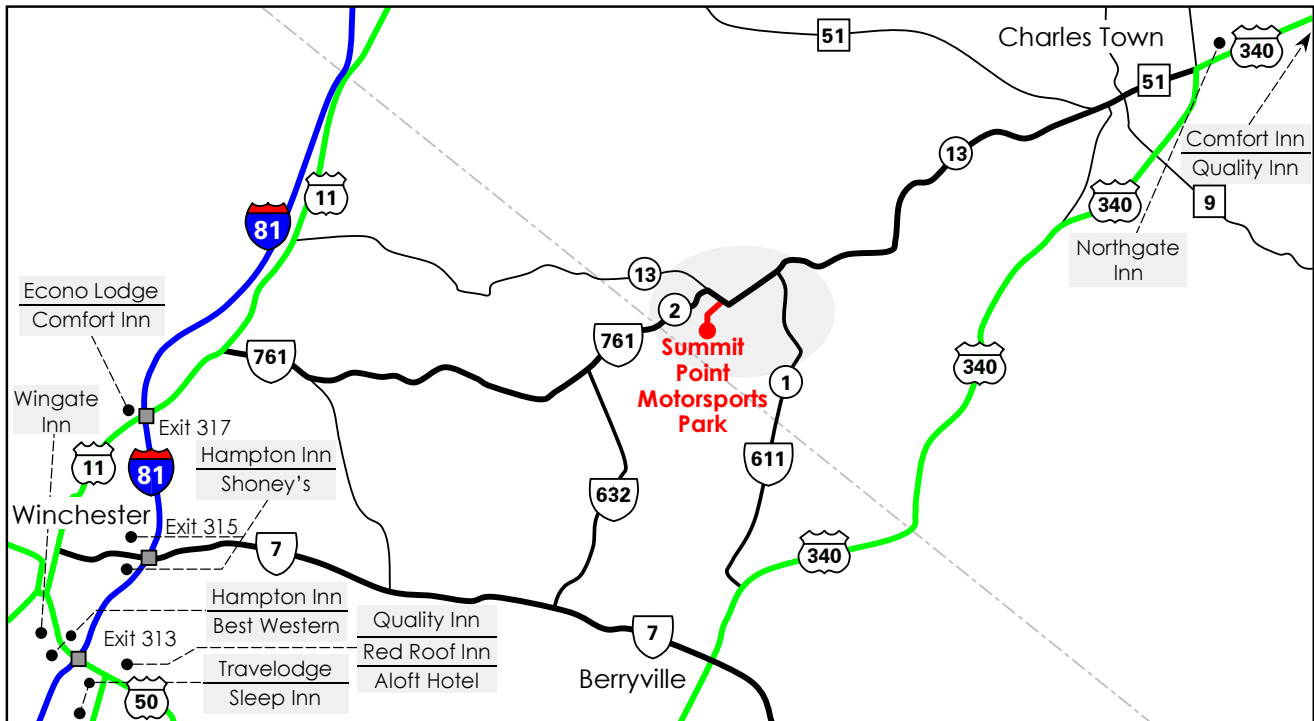 51
Charles Town
340
51
Comfort Inn
Quality Inn
13
11
81
340
9
Northgate
Inn
13
Econo Lodge
Comfort Inn
2
761
761
Summit
Point
Motorsports
Park
340
1
Wingate
Inn
Exit 317
11
81
Hampton Inn
Shoney's
611
632
Winchester
Exit 315
7
340
Hampton Inn
Best Western
Quality Inn
Red Roof Inn
Aloft Hotel
Exit 313
7
Travelodge
Sleep Inn
Berryville
50